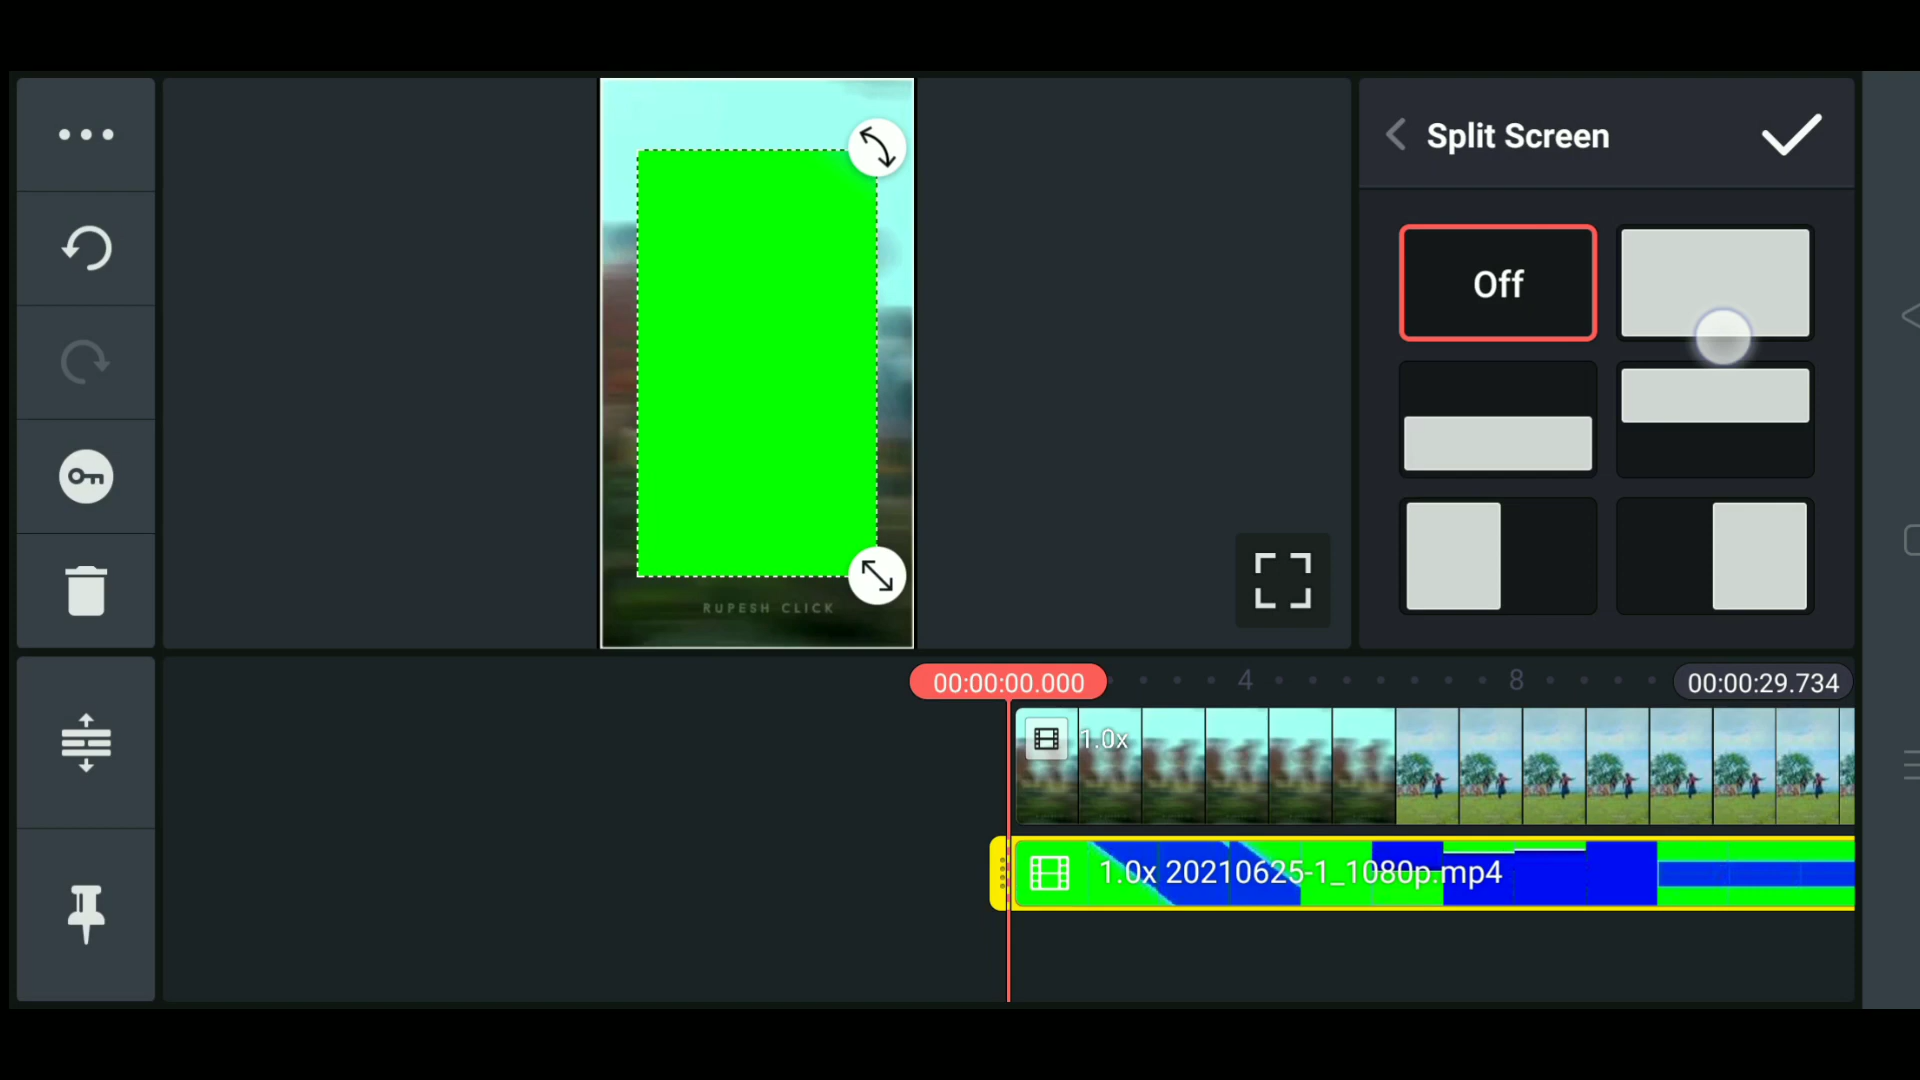 Split Screen
Off
RUPESH CLICK
00:00:00.000
4
8
00:00:29.734
1.0x
1.0x 20210625-1_1080p.mp4